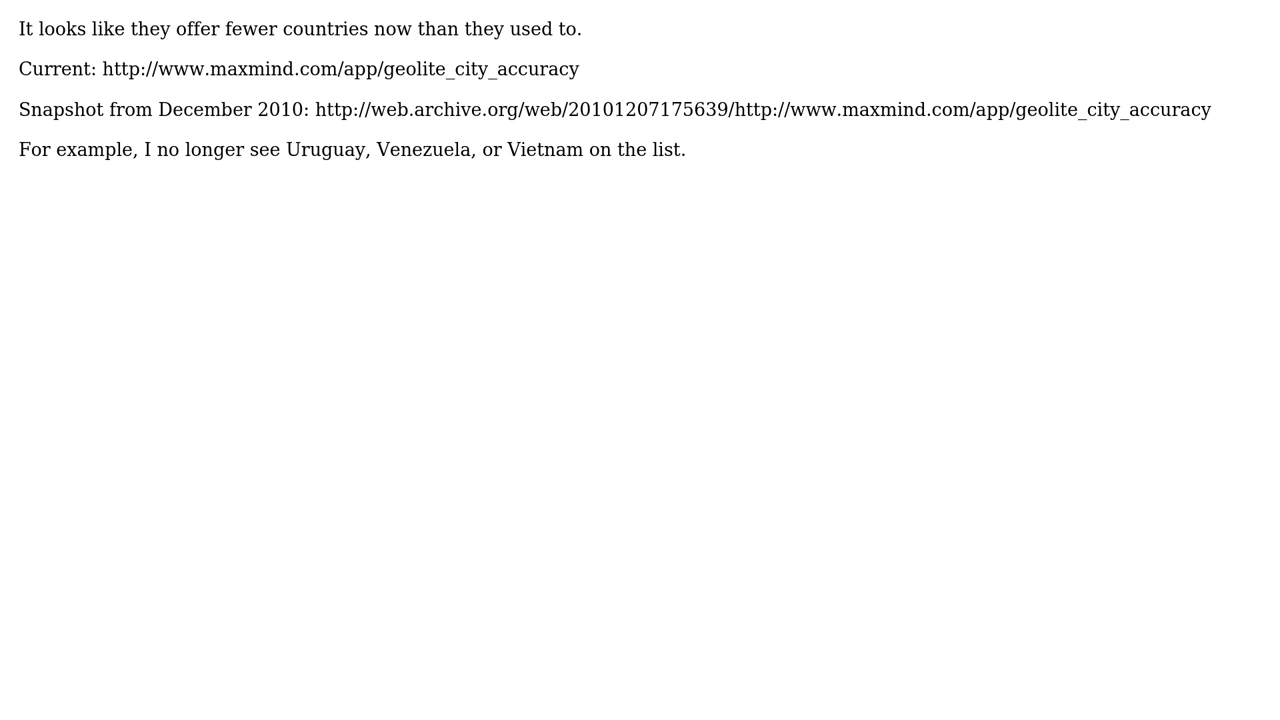 It looks like they offer fewer countries now than they used to.
Current: http://www.maxmind.com/app/geolite_city_accuracy
Snapshot from December 2010: http://web.archive.org/web/20101207175639/http://www.maxmind.com/app/geolite_city_accuracy
For example, I no longer see Uruguay, Venezuela, or Vietnam on the list.